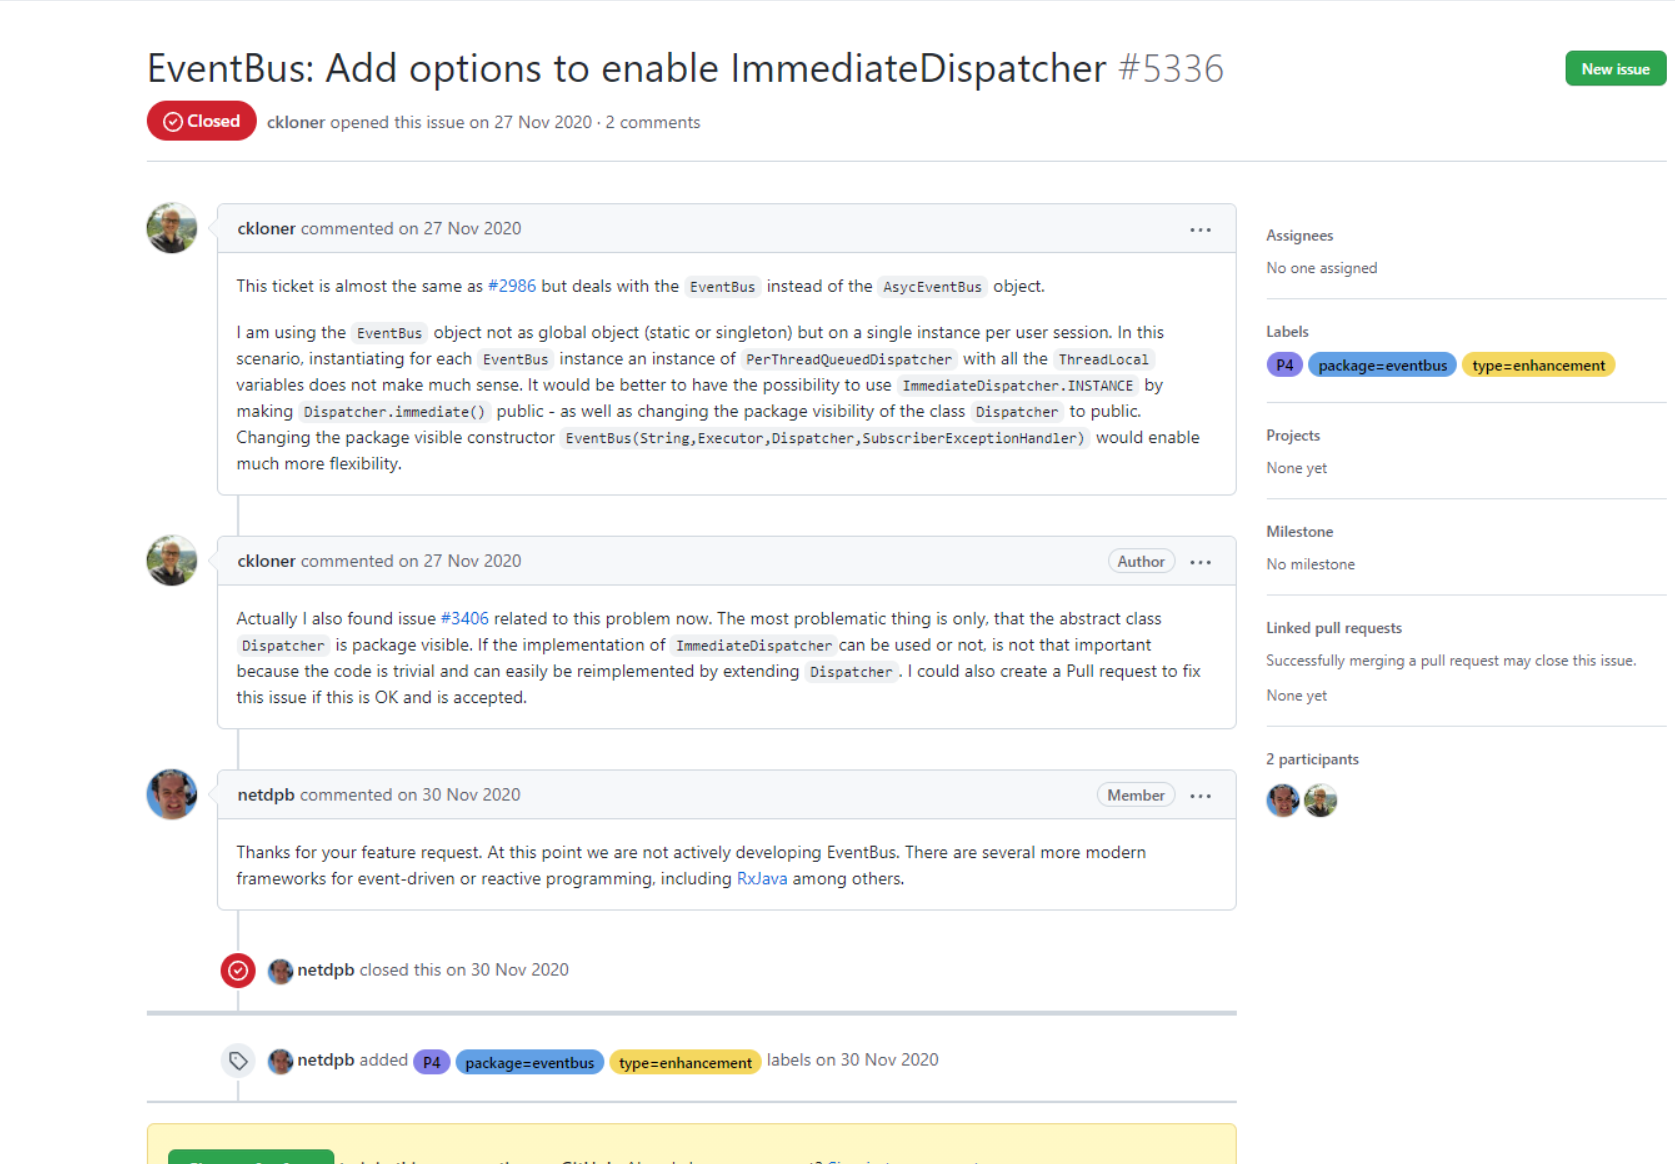 EventBus: Add options to enable ImmediateDispatcher #5336
New issue
Closed
ckloner opened this issue on 27 Nov 2020 · 2 comments
ckloner commented on 27 Nov 2020
This ticket is almost the same as #2986 but deals with the EventBus instead of the AsycEventBus object.
I am using the EventBus object not as global object (static or singleton) but on a single instance per user session. In this
scenario, instantiating for each EventBus instance an instance of PerThreadQueuedDispatcher with all the ThreadLocal
variables does not make much sense. It would be better to have the possibility to use ImmediateDispatcher.INSTANCE by
making Dispatcher.immediate() public - as well as changing the package visibility of the class Dispatcher to public.
Changing the package visible constructor EventBus(String,Executor,Dispatcher,SubscriberExceptionHandler) would enable
much more flexibility.
ckloner commented on 27 Nov 2020
Author
Actually I also found issue #3406 related to this problem now. The most problematic thing is only, that the abstract class
Dispatcher is package visible. If the implementation of ImmediateDispatcher can be used or not, is not that important
because the code is trivial and can easily be reimplemented by extending Dispatcher. I could also create a Pull request to fix
this issue if this is OK and is accepted.
netdpb commented on 30 Nov 2020
Member
Thanks for your feature request. At this point we are not actively developing EventBus. There are several more modern
frameworks for event-driven or reactive programming, including RxJava among others.
netdpb closed this on 30 Nov 2020
netdpb added P4 package=eventbus type=enhancement labels on 30 Nov 2020
Assignees
No one assigned
Labels
P4 package=eventbus type=enhancement
Projects
None yet
Milestone
No milestone
Linked pull requests
Successfully merging a pull request may close this issue.
None yet
2 participants